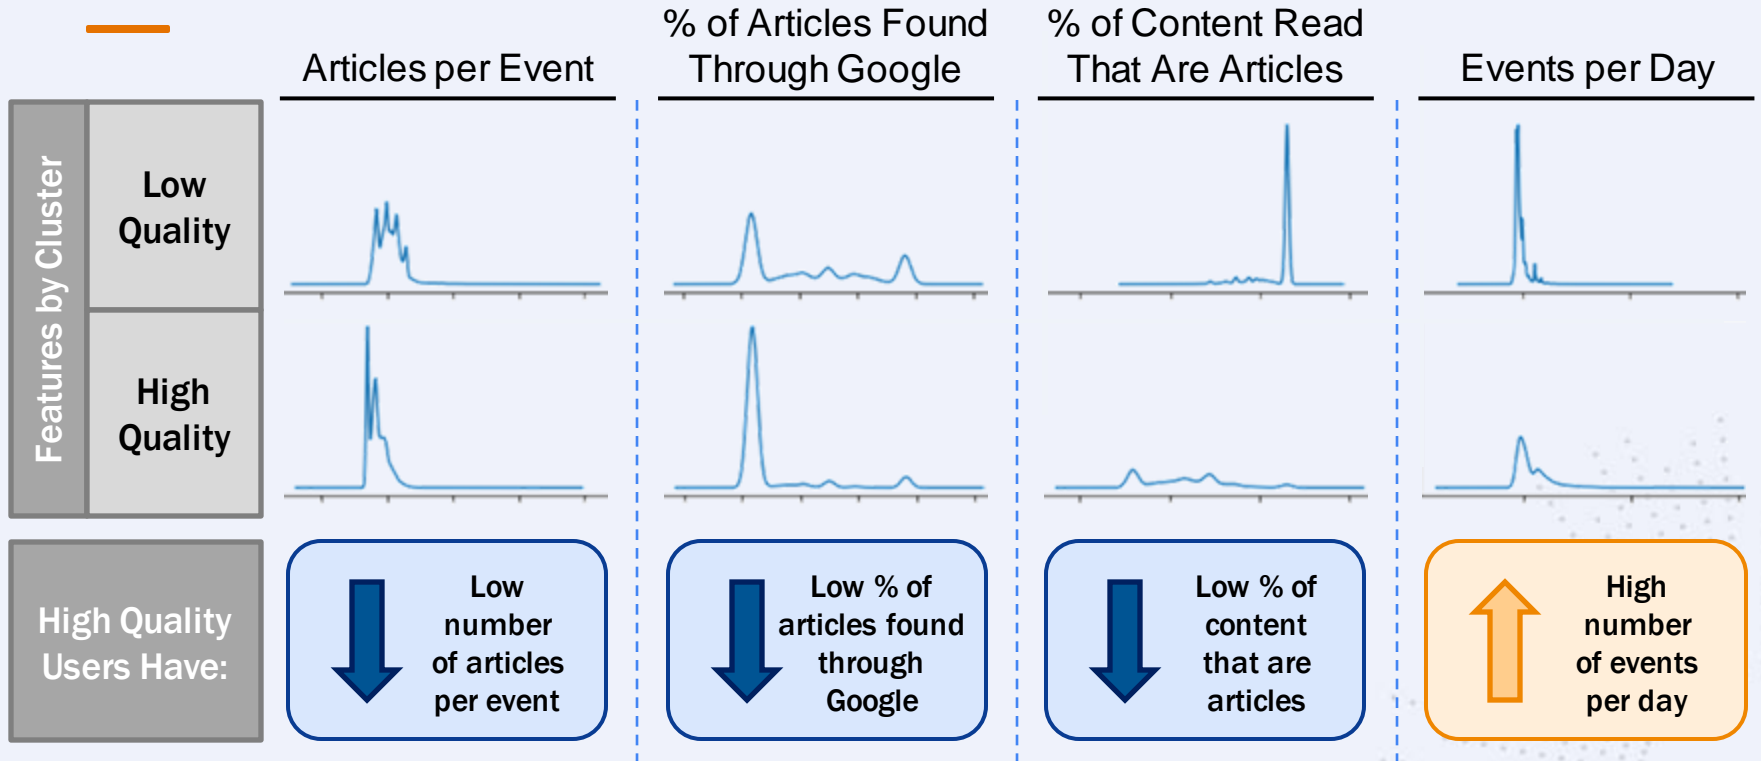 Articles per Event
% of Articles Found
Through Google
% of Content Read
That Are Articles
Events per Day
Features by Cluster
Low
Quality
High
Quality
High Quality
Users Have:
Low
number
of articles
per event
Low % of
articles found
through
Google
Low % of
content
that are
articles
High
number
of events
per day